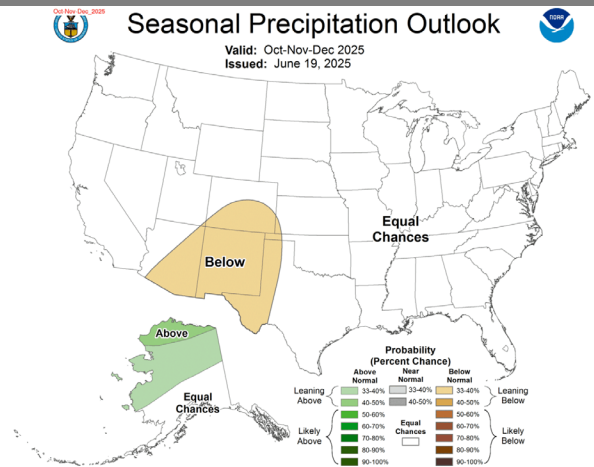 Oct-Nov-Dec_2025
Seasonal Precipitation Outlook
NOAA
Valid: Oct-Nov-Dec 2025
Issued: June 19, 2025
Equal
Chances
Below
Above
Equal
Chances
Probability
(Percent Chance)
Above
Normal
Near
Normal
Below
Normal
Leaning
Above
33-40%
33-40%
33-40%
Leaning
Below
40-50%
40-50%
40-50%
Likely
Above
50-60%
Equal
Chances
50-60%
Likely
Below
60-70%
60-70%
70-80%
70-80%
80-90%
80-90%
90-100%
90-100%